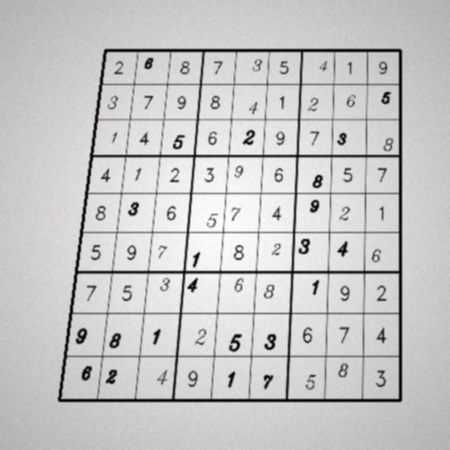 2 6 8 7 3 5 4 1 9
3 7 9 8 4 1 2 6 5
1 4 5 6 2 9 7 3 8
4 1 2 3 9 6 8 5 7
8 3 6 5 7 4 9 2 1
5 9 7 1 8 2 3 4 6
7 5 3 4 6 8 1 9 2
9 8 1 2 5 3 6 7 4
6 2 4 9 1 7 5 8 3